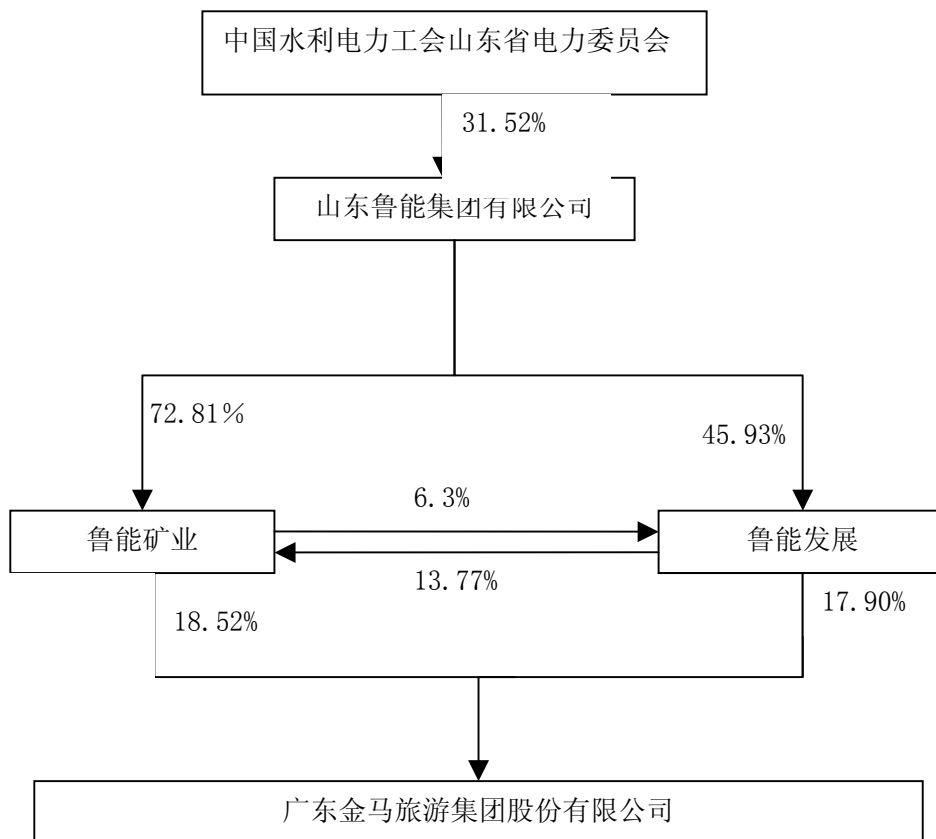 中国水利电力工会山东省电力委员会
31.52%
山东鲁能集团有限公司
72.81％
45.93%
6.3%
鲁能矿业
鲁能发展
13.77%
18.52%
17.90%
广东金马旅游集团股份有限公司